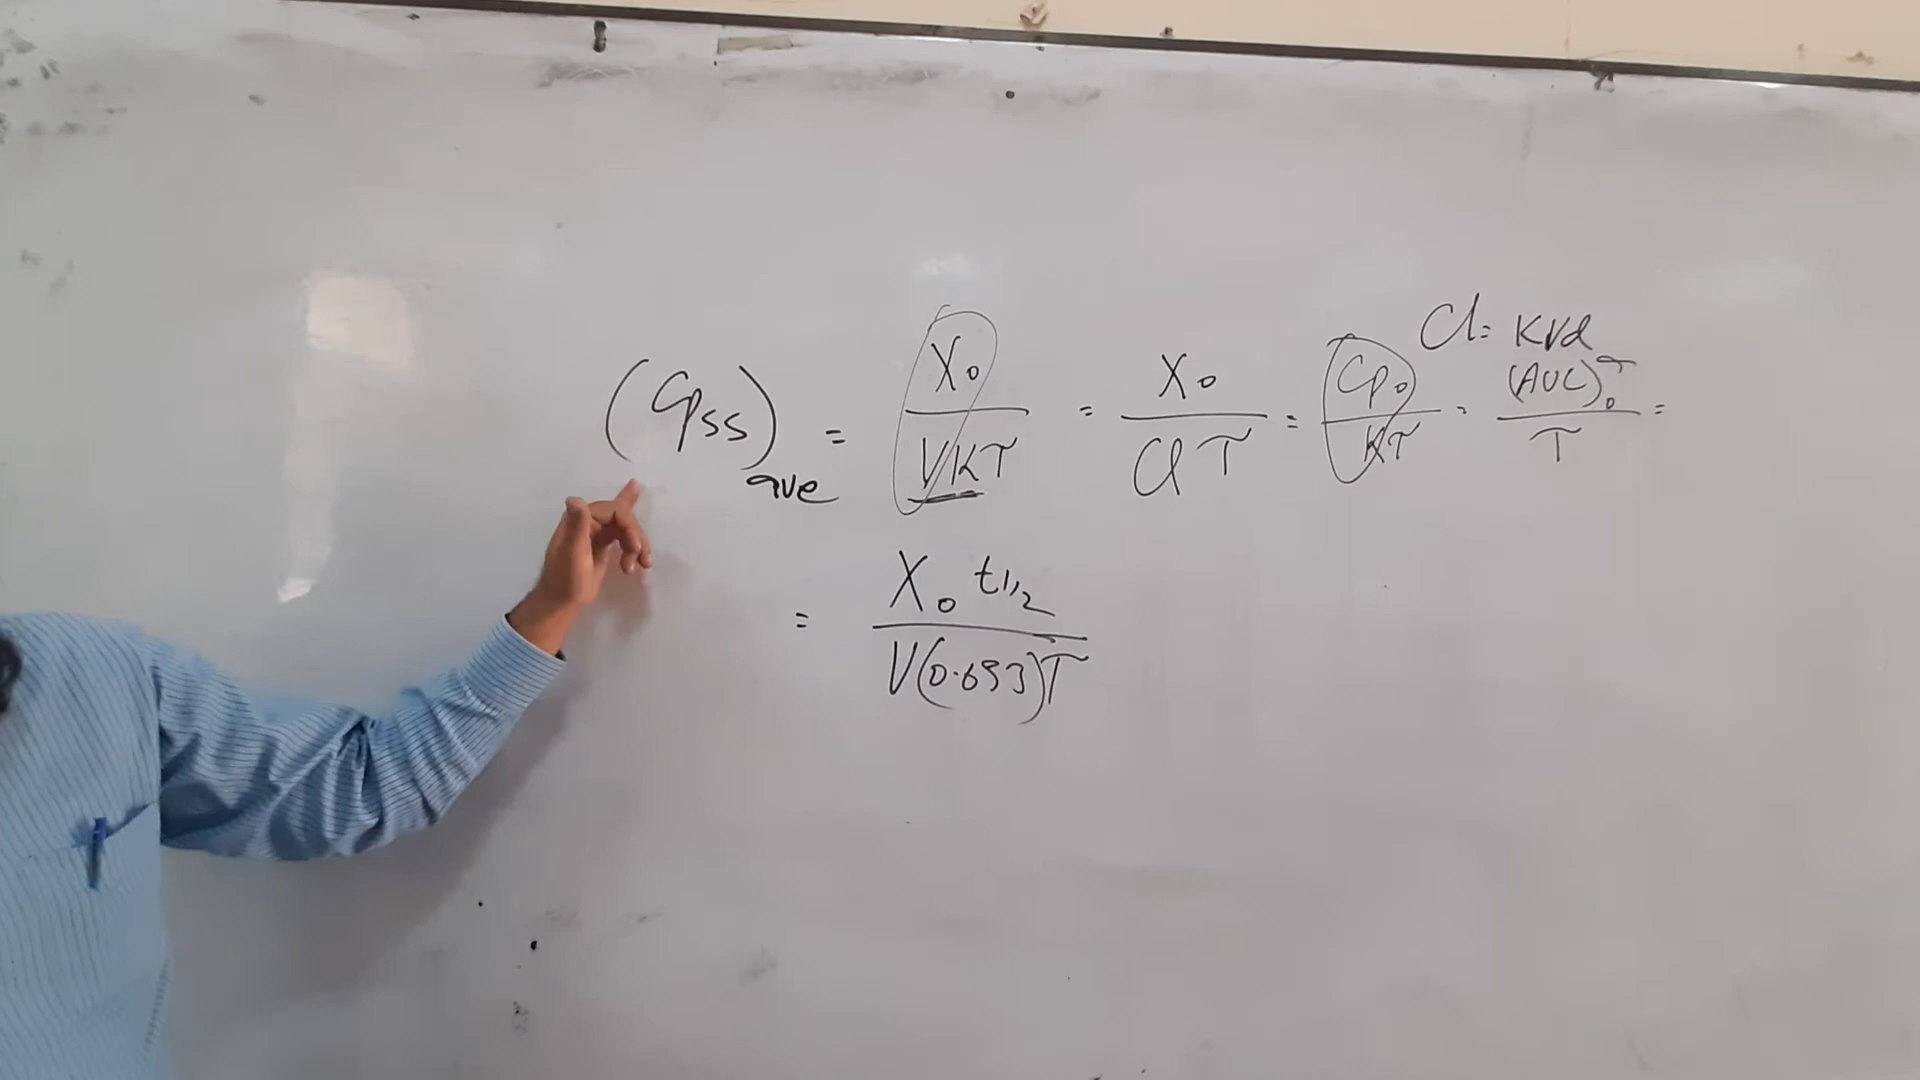 Cl = KVd
(Cpss)ave = X₀ / VKT = X₀ / Cl T = Cp₀ / KT = (AUC)₀^T / T =
= X₀ t1/2 / V(0.693)T